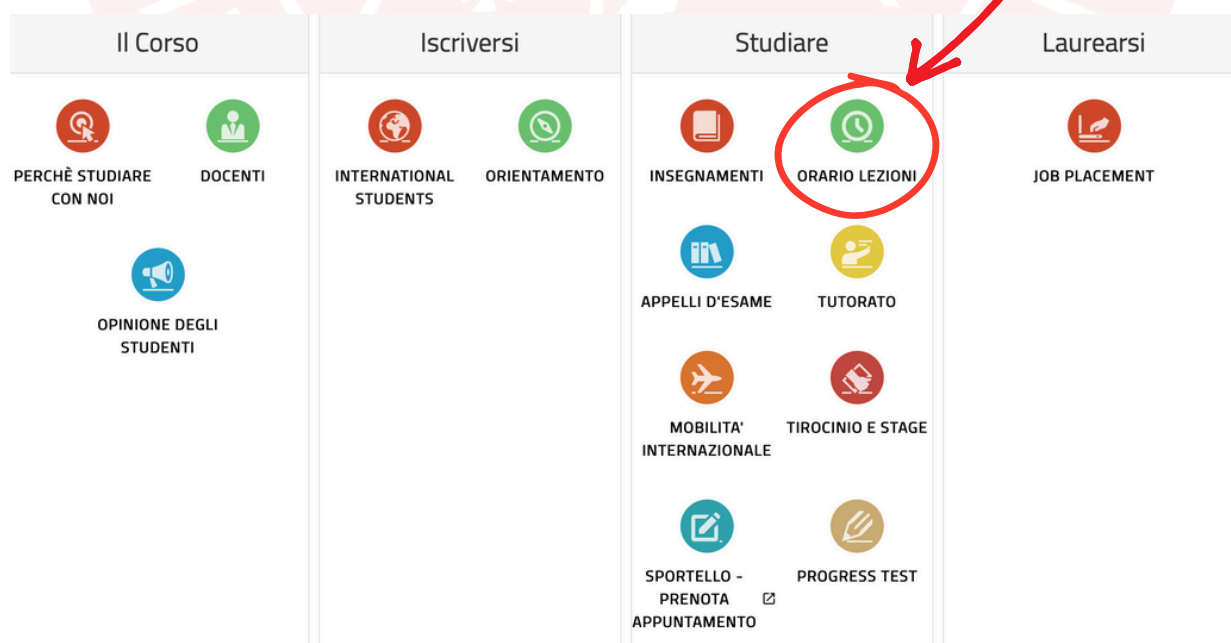 Il Corso
PERCHÈ STUDIARE
CON NOI
DOCENTI
OPINIONE DEGLI
STUDENTI
Iscriversi
INTERNATIONAL
STUDENTS
ORIENTAMENTO
Studiare
INSEGNAMENTI
ORARIO LEZIONI
APPELLI D'ESAME
TUTORATO
MOBILITA'
INTERNAZIONALE
TIROCINIO E STAGE
SPORTELLO -
PRENOTA
APPUNTAMENTO
PROGRESS TEST
Laurearsi
JOB PLACEMENT